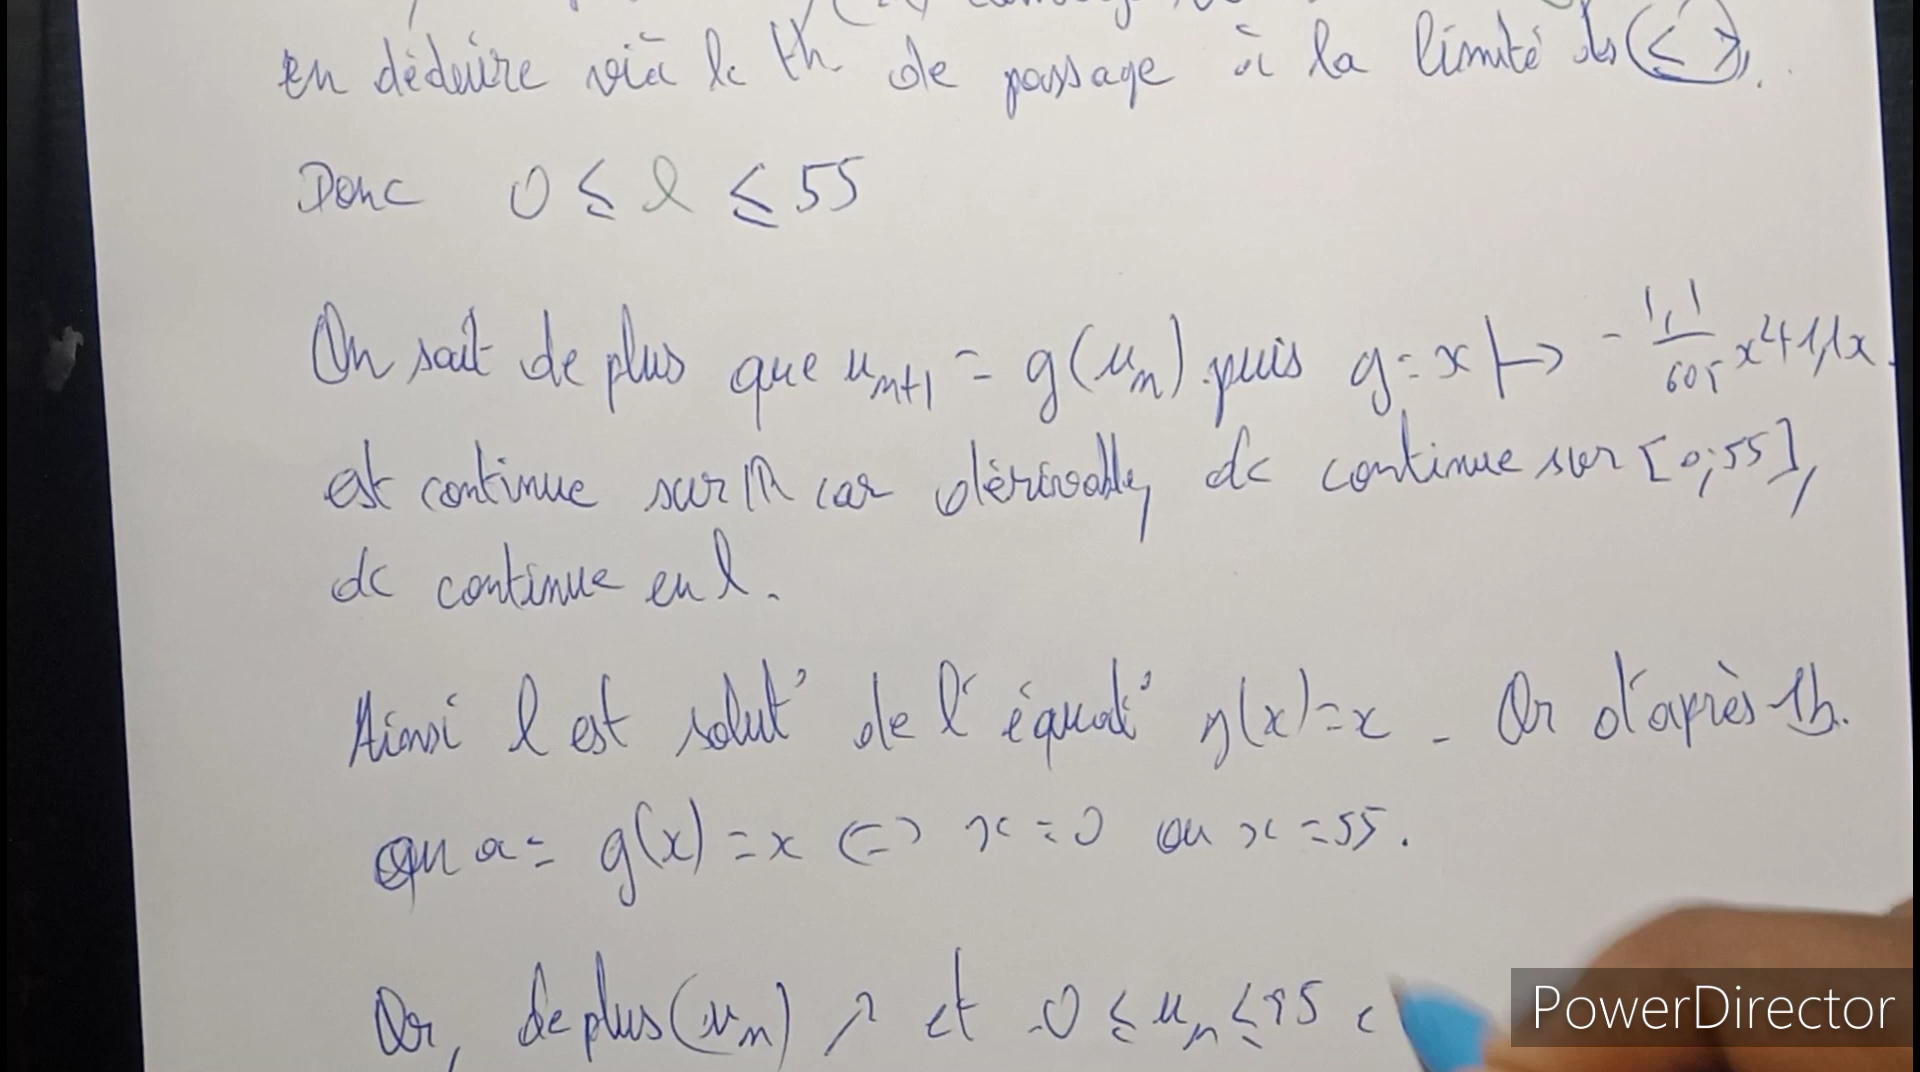 en déduire via le th. de passage à la limite des (≤).
Donc 0 ≤ l ≤ 55
On sait de plus que u_{n+1} = g(u_n) puis g : x ↦ -\frac{1,1}{605}x²+1,1x.
est continue sur ℝ car dérivable, dc continue sur [0;55],
dc continue en l.
Ainsi l est solut° de l'équat° g(x)=x. Or d'après 1b.
qu a : g(x) = x ⇔ x = 0 ou x = 55.
Or, de plus (u_n) ↗ et 0 ≤ u_n ≤ 55
PowerDirector